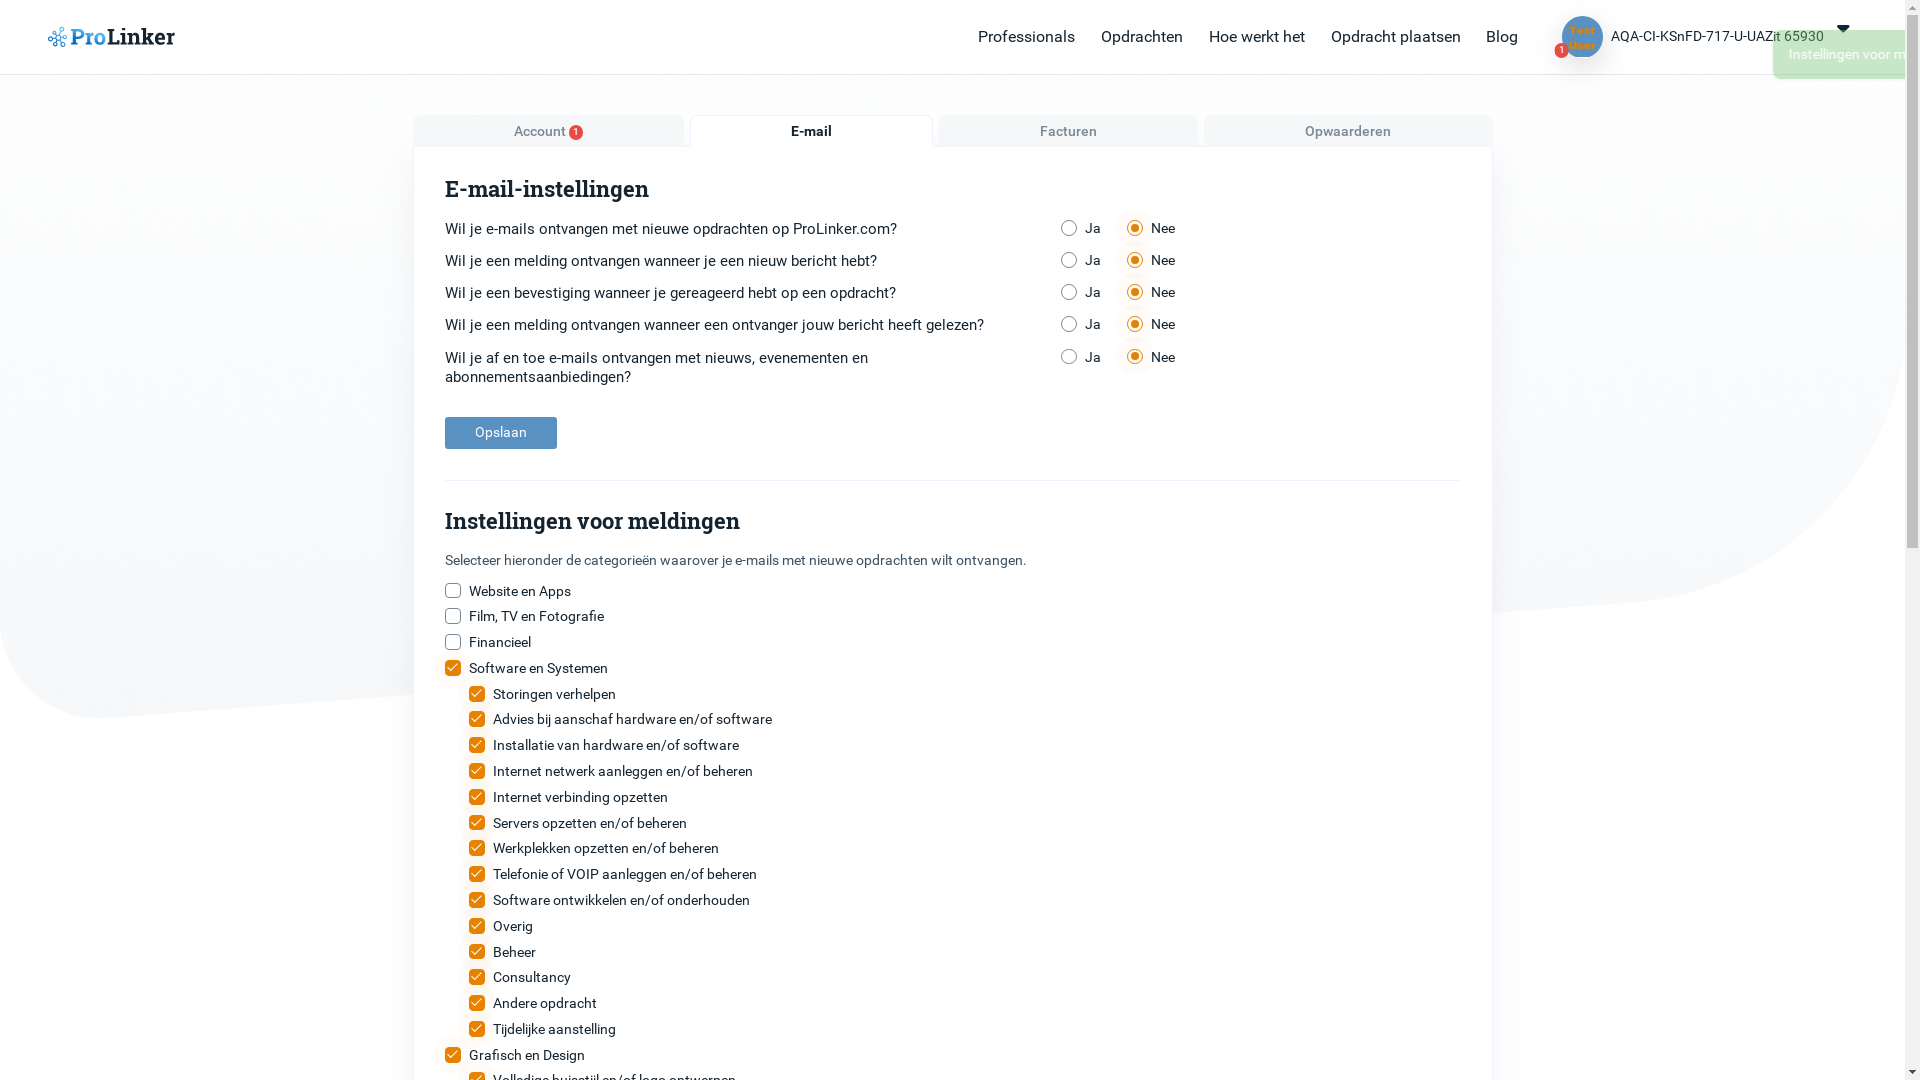 ProLinker
Professionals
Opdrachten
Hoe werkt het
Opdracht plaatsen
Blog
Test
User
1
AQA-CI-KSnFD-717-U-UAZit 65930
Instellingen voor m
Account 1
E-mail
Facturen
Opwaarderen
E-mail-instellingen
Wil je e-mails ontvangen met nieuwe opdrachten op ProLinker.com? Ja Nee
Wil je een melding ontvangen wanneer je een nieuw bericht hebt? Ja Nee
Wil je een bevestiging wanneer je gereageerd hebt op een opdracht? Ja Nee
Wil je een melding ontvangen wanneer een ontvanger jouw bericht heeft gelezen? Ja Nee
Wil je af en toe e-mails ontvangen met nieuws, evenementen en Ja Nee
abonnementsaanbiedingen?
Opslaan
Instellingen voor meldingen
Selecteer hieronder de categorieën waarover je e-mails met nieuwe opdrachten wilt ontvangen.
Website en Apps
Film, TV en Fotografie
Financieel
Software en Systemen
Storingen verhelpen
Advies bij aanschaf hardware en/of software
Installatie van hardware en/of software
Internet netwerk aanleggen en/of beheren
Internet verbinding opzetten
Servers opzetten en/of beheren
Werkplekken opzetten en/of beheren
Telefonie of VOIP aanleggen en/of beheren
Software ontwikkelen en/of onderhouden
Overig
Beheer
Consultancy
Andere opdracht
Tijdelijke aanstelling
Grafisch en Design
Volledige huisstijl en/of logo ontwerpen